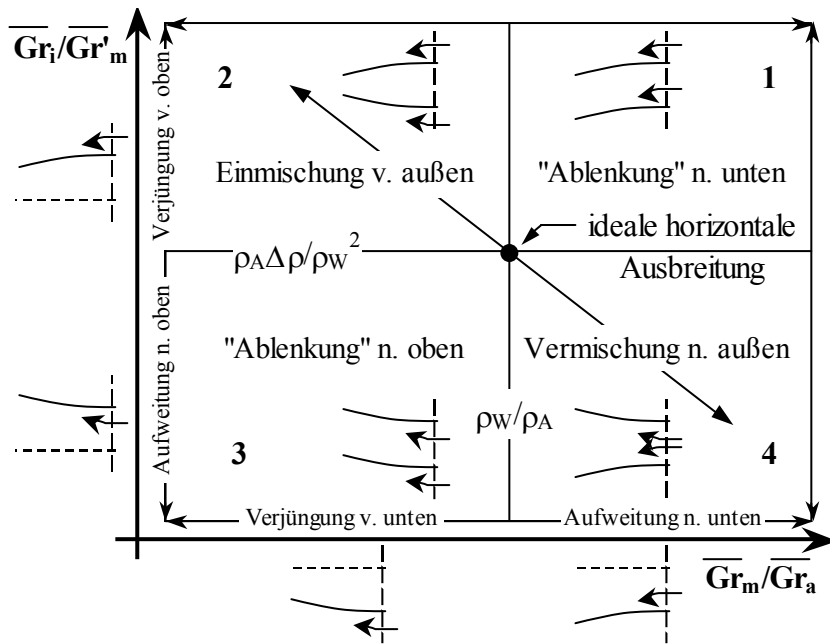 Gri/Gr'm
Verjüngung v. oben
Aufweitung n. oben
2
1
Einmischung v. außen
"Ablenkung" n. unten
ideale horizontale
Ausbreitung
ρAΔρ/ρW²
"Ablenkung" n. oben
Vermischung n. außen
ρW/ρA
3
4
Verjüngung v. unten
Aufweitung n. unten
Grm/Gra